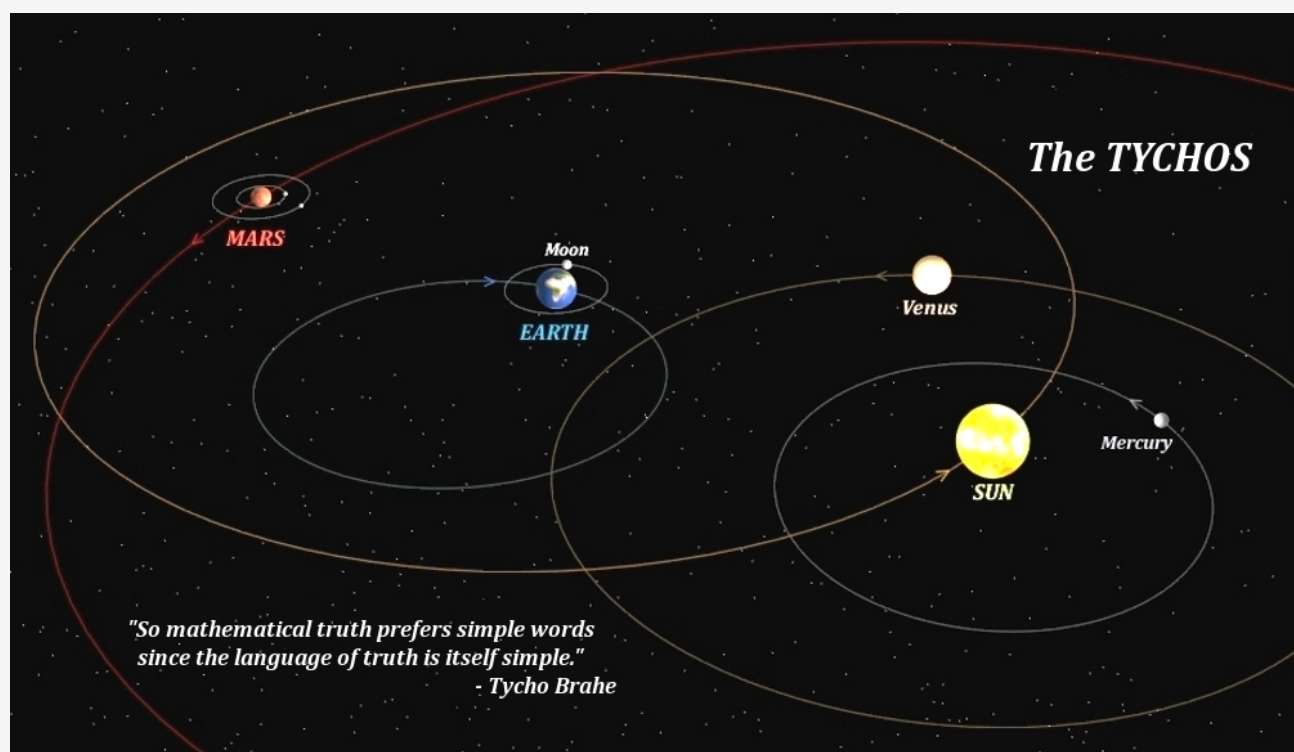 The TYCHOS
MARS
Moon
EARTH
Venus
Mercury
SUN
"So mathematical truth prefers simple words
since the language of truth is itself simple."
- Tycho Brahe